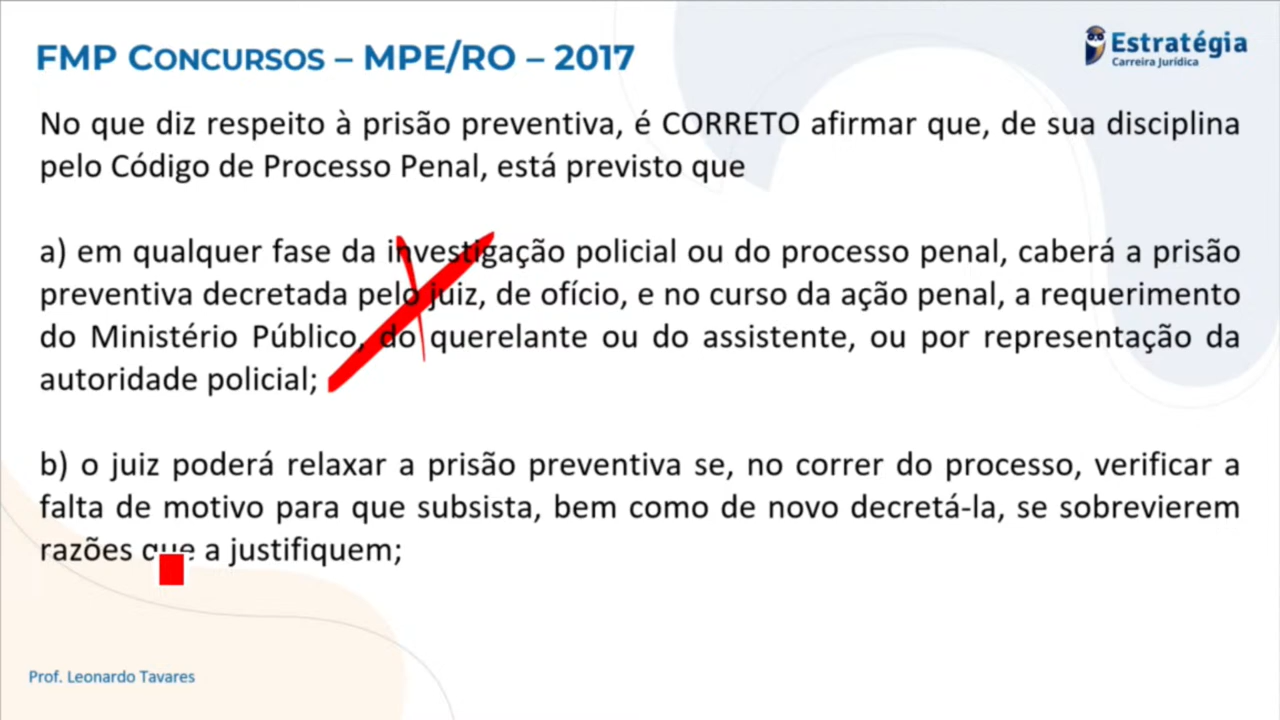 FMP CONCURSOS – MPE/RO – 2017
Estratégia
Carreira Jurídica
No que diz respeito à prisão preventiva, é CORRETO afirmar que, de sua disciplina
pelo Código de Processo Penal, está previsto que
a) em qualquer fase da investigação policial ou do processo penal, caberá a prisão
preventiva decretada pelo juiz, de ofício, e no curso da ação penal, a requerimento
do Ministério Público, do querelante ou do assistente, ou por representação da
autoridade policial;
b) o juiz poderá relaxar a prisão preventiva se, no correr do processo, verificar a
falta de motivo para que subsista, bem como de novo decretá-la, se sobrevierem
razões que a justifiquem;
Prof. Leonardo Tavares